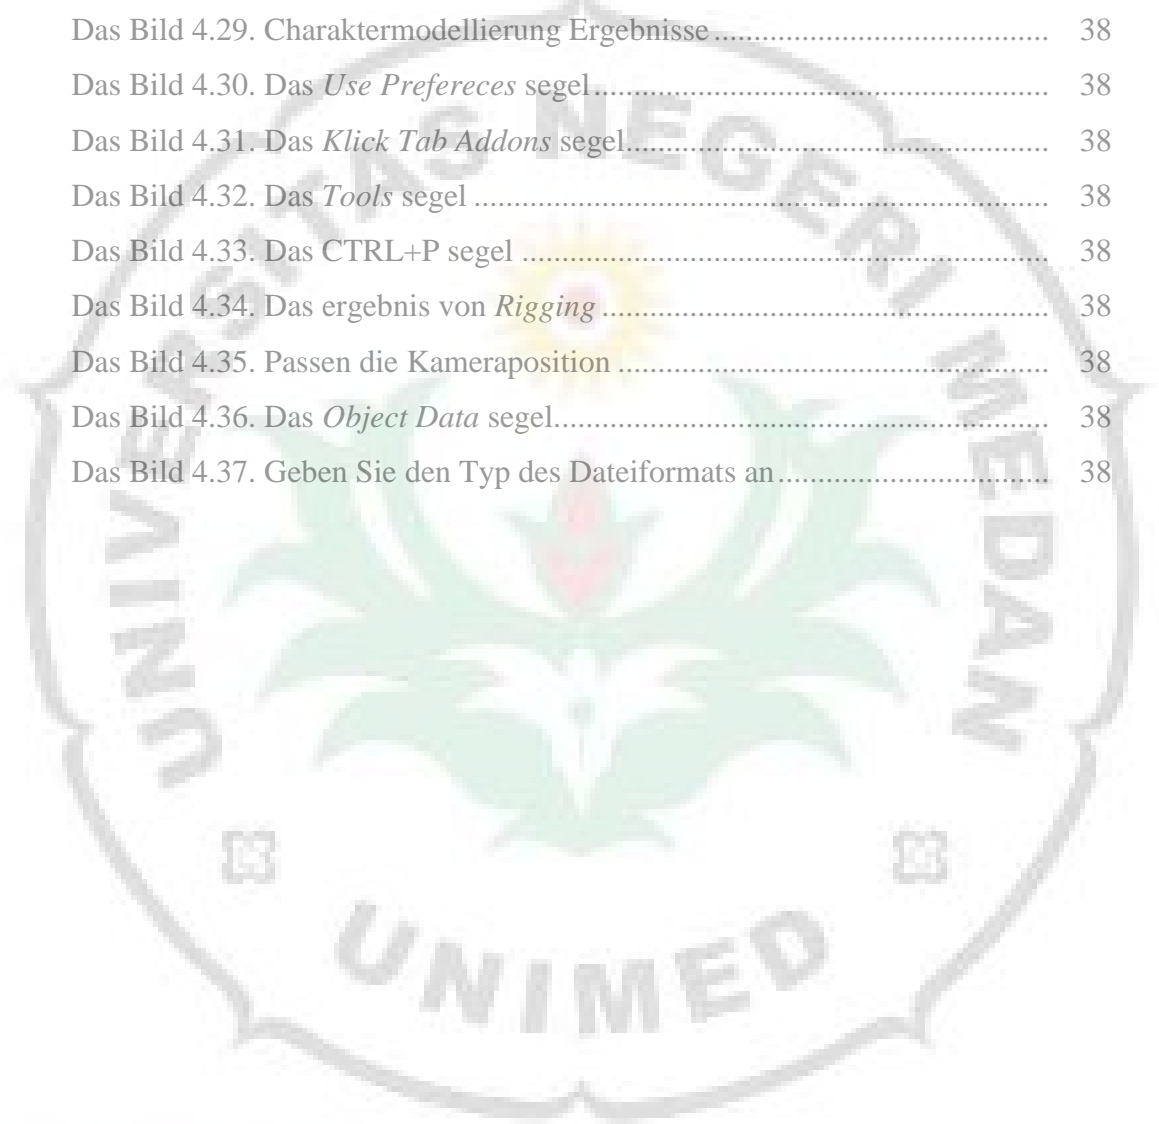 Das Bild 4.29. Charaktermodellierung Ergebnisse ........................................ 38
Das Bild 4.30. Das Use Prefereces segel ....................................................... 38
Das Bild 4.31. Das Klick Tab Addons segel ................................................... 38
Das Bild 4.32. Das Tools segel ...................................................................... 38
Das Bild 4.33. Das CTRL+P segel ................................................................ 38
Das Bild 4.34. Das ergebnis von Rigging ...................................................... 38
Das Bild 4.35. Passen die Kameraposition .................................................... 38
Das Bild 4.36. Das Object Data segel ............................................................ 38
Das Bild 4.37. Geben Sie den Typ des Dateiformats an ................................. 38
UNIVERSITAS NEGERI MEDAN
UNIMED